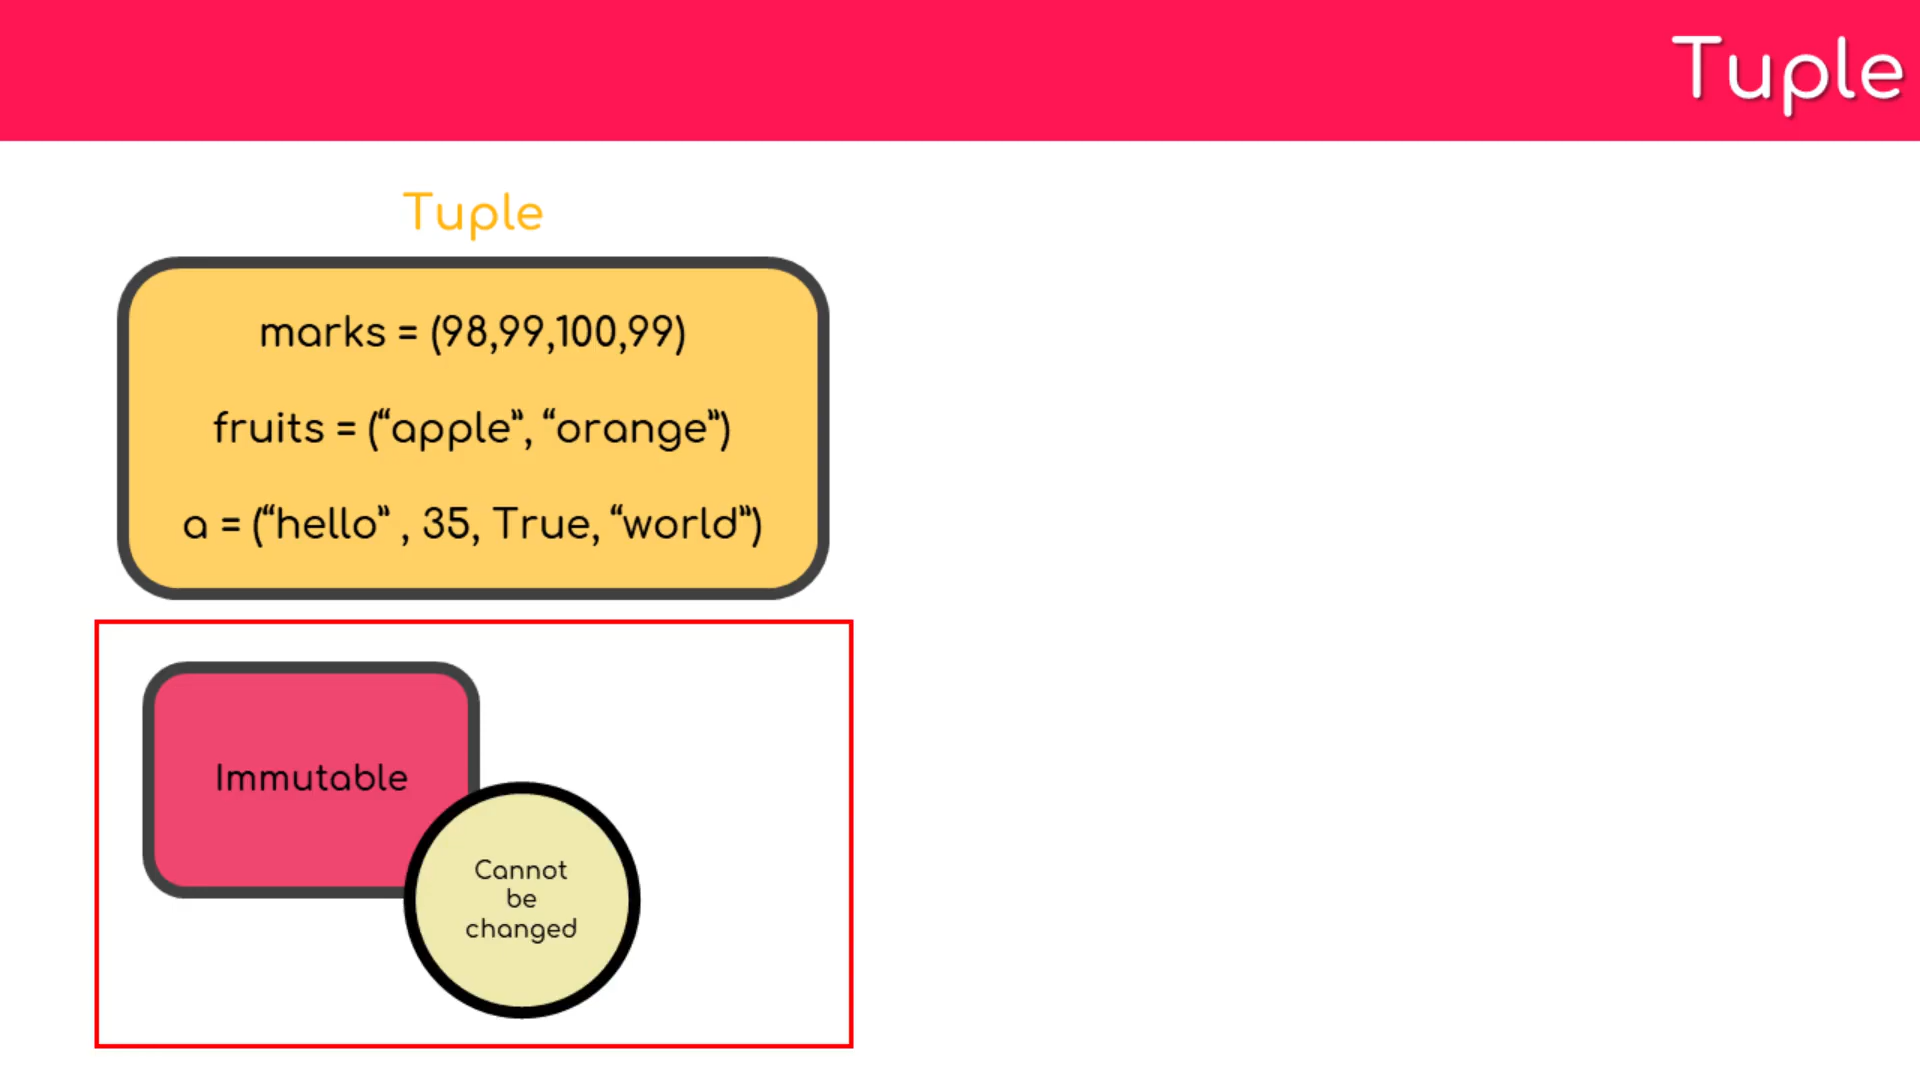 Tuple
Tuple
marks = (98,99,100,99)
fruits = (“apple”, “orange”)
a = (“hello” , 35, True, “world”)
Immutable
Cannot
be
changed